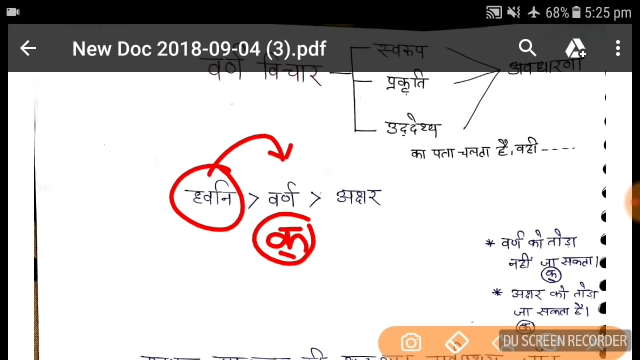 68% 5:25 pm
New Doc 2018-09-04 (3).pdf
वर्ण विचार
स्वरूप
प्रकृति
उद्देश्य
अवधारणा
का पता चलता है, वही ----
ध्वनि > वर्ण > अक्षर
क
* वर्ण को तोडा
नहीं जा सकता।
क
* अक्षर को तोडा
जा सकता है।
क
DU SCREEN RECORDER